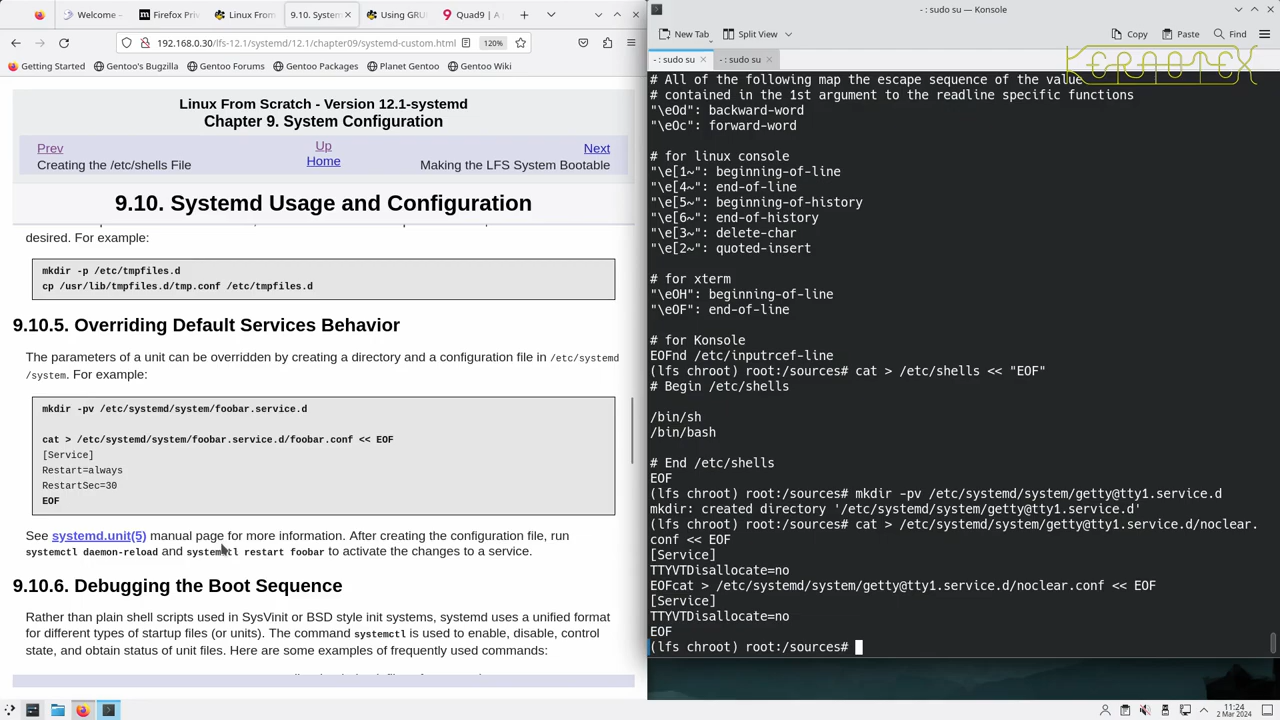 Welcome -
Firefox Priva
Linux From
9.10. System
Using GRU
Quad9 | A
192.168.0.30/lfs-12.1/systemd/12.1/chapter09/systemd-custom.html
120%
Getting Started
Gentoo's Bugzilla
Gentoo Forums
Gentoo Packages
Planet Gentoo
Gentoo Wiki
Linux From Scratch - Version 12.1-systemd
Chapter 9. System Configuration
Prev
Up
Next
Creating the /etc/shells File
Home
Making the LFS System Bootable
9.10. Systemd Usage and Configuration
desired. For example:
mkdir -p /etc/tmpfiles.d
cp /usr/lib/tmpfiles.d/tmp.conf /etc/tmpfiles.d
9.10.5. Overriding Default Services Behavior
The parameters of a unit can be overridden by creating a directory and a configuration file in /etc/systemd
/system. For example:
mkdir -pv /etc/systemd/system/foobar.service.d
cat > /etc/systemd/system/foobar.service.d/foobar.conf << EOF
[Service]
Restart=always
RestartSec=30
EOF
See systemd.unit(5) manual page for more information. After creating the configuration file, run
systemctl daemon-reload and systemctl restart foobar to activate the changes to a service.
9.10.6. Debugging the Boot Sequence
Rather than plain shell scripts used in SysVinit or BSD style init systems, systemd uses a unified format
for different types of startup files (or units). The command systemctl is used to enable, disable, control
state, and obtain status of unit files. Here are some examples of frequently used commands:
- : sudo su — Konsole
New Tab
Split View
Copy
Paste
Find
- : sudo su
- : sudo su
KERNOTEX
# All of the following map the escape sequence of the value
# contained in the 1st argument to the readline specific functions
"\eOd": backward-word
"\eOc": forward-word
# for linux console
"\e[1~": beginning-of-line
"\e[4~": end-of-line
"\e[5~": beginning-of-history
"\e[6~": end-of-history
"\e[3~": delete-char
"\e[2~": quoted-insert
# for xterm
"\eOH": beginning-of-line
"\eOF": end-of-line
# for Konsole
EOFnd /etc/inputrcef-line
(lfs chroot) root:/sources# cat > /etc/shells << "EOF"
# Begin /etc/shells
/bin/sh
/bin/bash
# End /etc/shells
EOF
(lfs chroot) root:/sources# mkdir -pv /etc/systemd/system/getty@tty1.service.d
mkdir: created directory '/etc/systemd/system/getty@tty1.service.d'
(lfs chroot) root:/sources# cat > /etc/systemd/system/getty@tty1.service.d/noclear.
conf << EOF
[Service]
TTYVTDisallocate=no
EOFcat > /etc/systemd/system/getty@tty1.service.d/noclear.conf << EOF
[Service]
TTYVTDisallocate=no
EOF
(lfs chroot) root:/sources#
11:24
2 Mar 2024